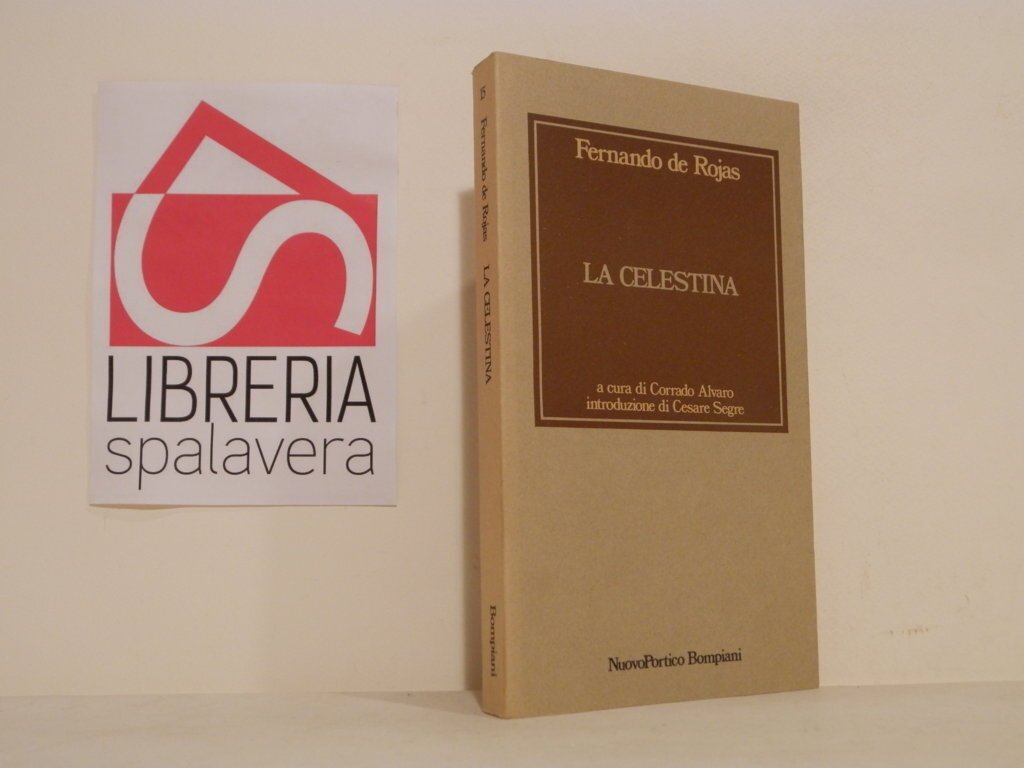 LIBRERIA
spalavera
Fernando de Rojas LA CELESTINA
Bompiani
Fernando de Rojas
LA CELESTINA
a cura di Corrado Alvaro
introduzione di Cesare Segre
NuovoPortico Bompiani